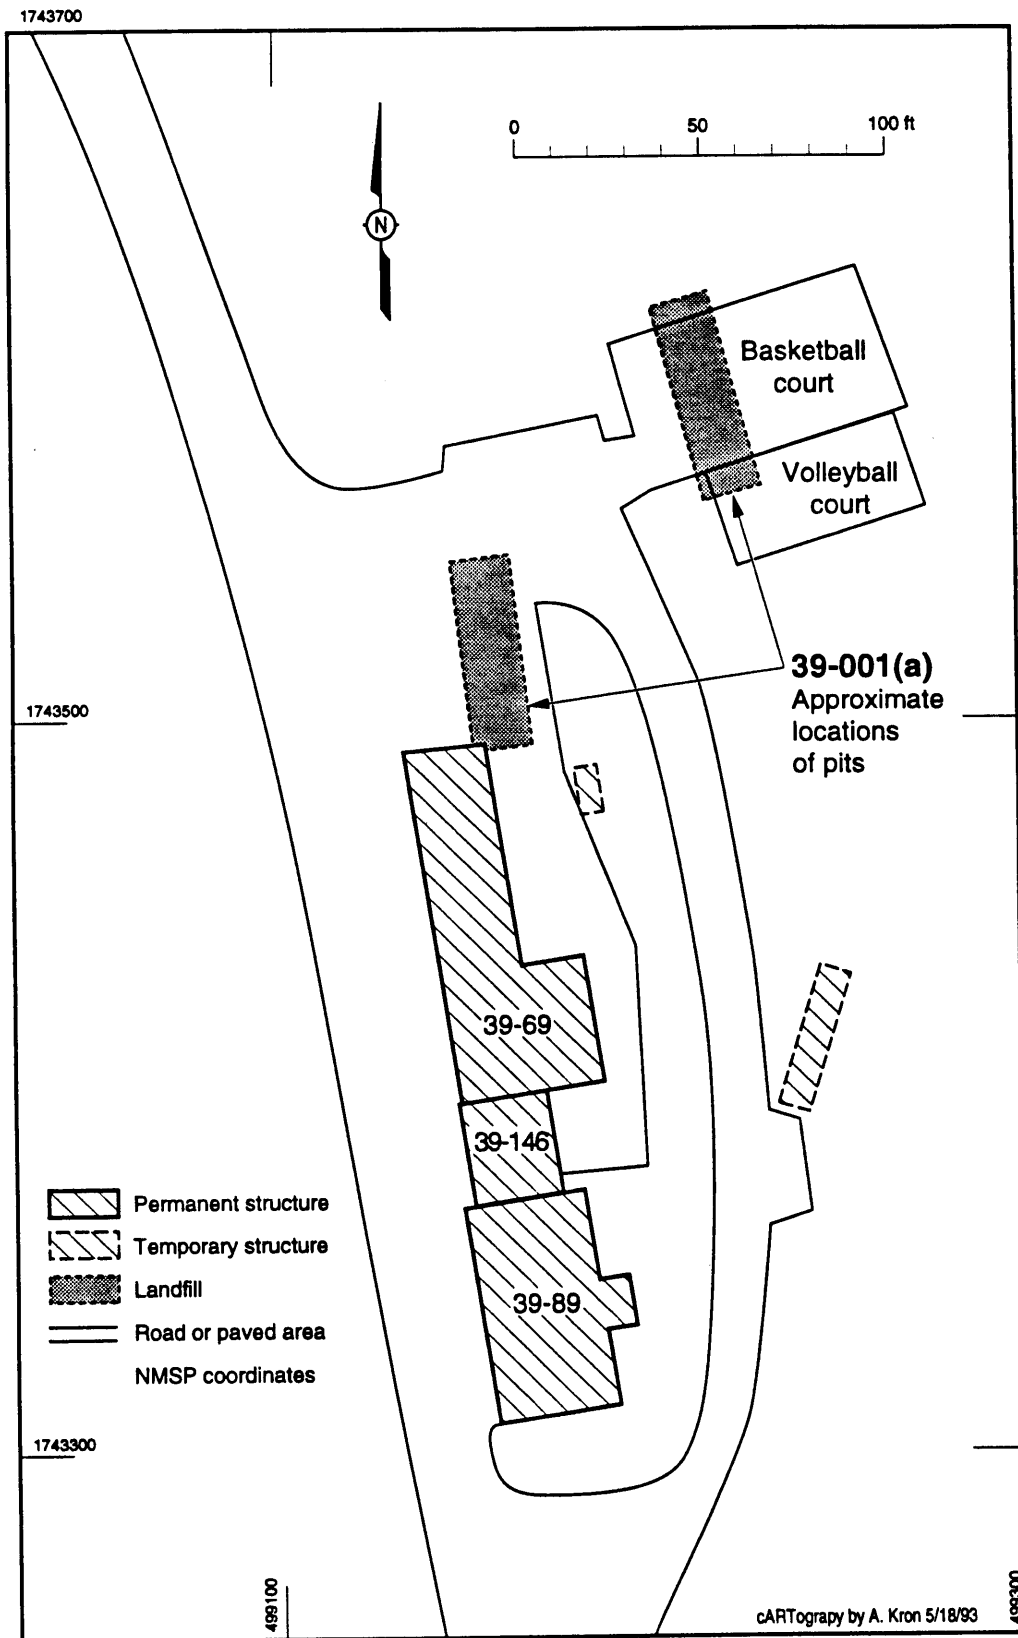 1743700
0 50 100 ft
N
Basketball
court
Volleyball
court
39-001(a)
Approximate
locations
of pits
1743500
39-69
39-146
Permanent structure
Temporary structure
Landfill
39-89
Road or paved area
NMSP coordinates
1743300
499100
499300
cARTograpy by A. Kron 5/18/93